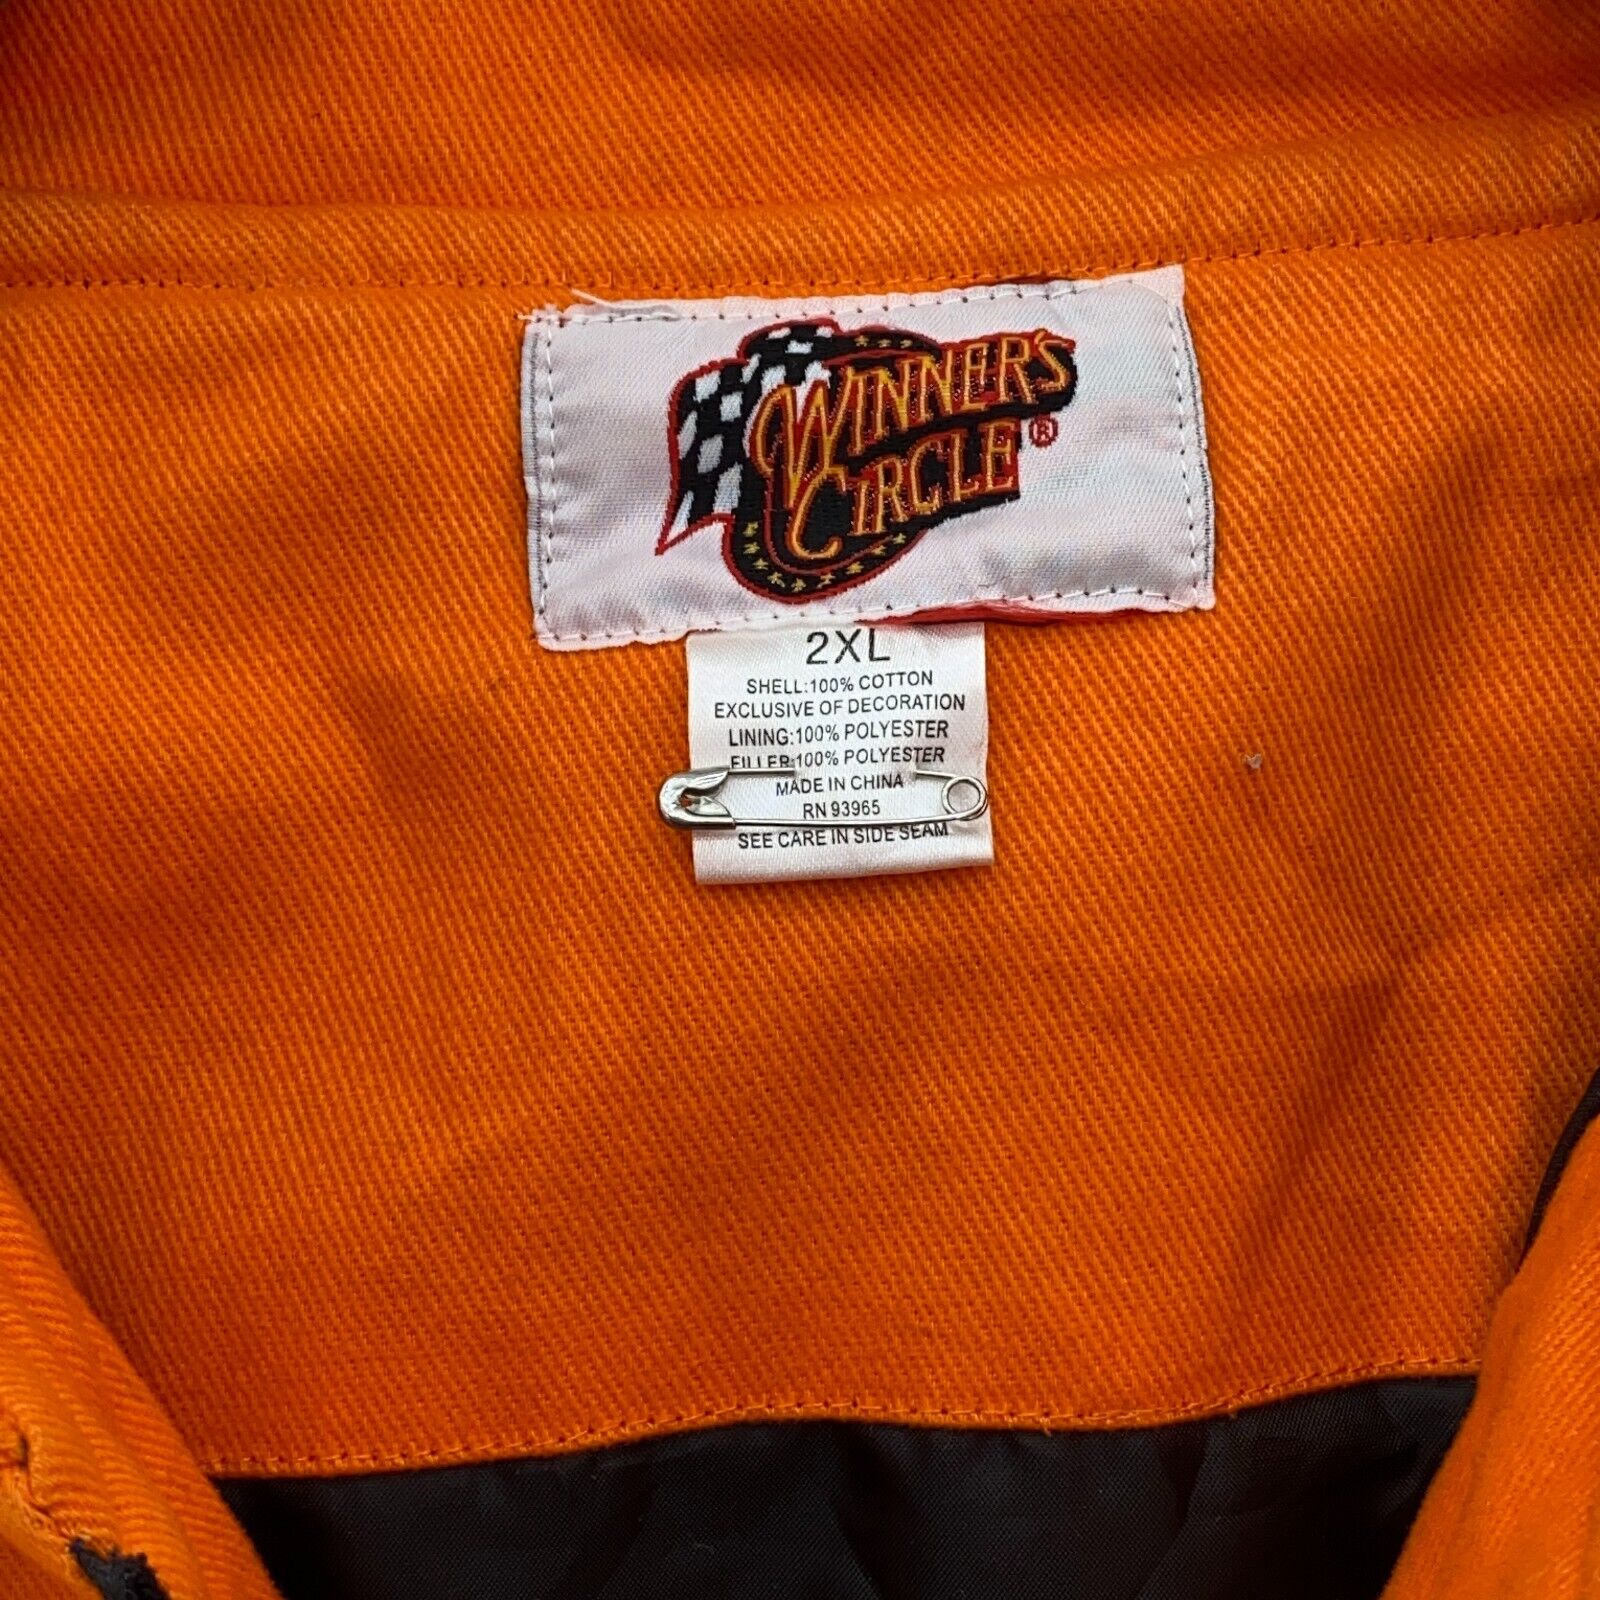 WINNER'S
CIRCLE®
2XL
SHELL:100% COTTON
EXCLUSIVE OF DECORATION
LINING:100% POLYESTER
FILLER:100% POLYESTER
MADE IN CHINA
RN 93965
SEE CARE IN SIDE SEAM